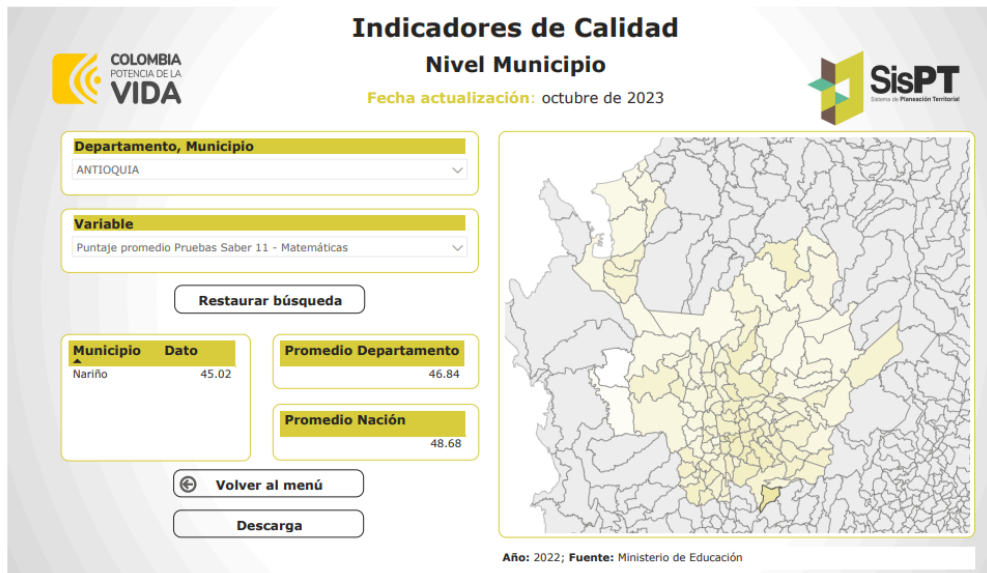 Indicadores de Calidad
Nivel Municipio
Fecha actualización: octubre de 2023
COLOMBIA
POTENCIA DE LA
VIDA
SisPT
Sistema de Planeación Territorial
Departamento, Municipio
ANTIOQUIA
Variable
Puntaje promedio Pruebas Saber 11 - Matemáticas
Restaurar búsqueda
Municipio Dato
Nariño 45.02
Promedio Departamento
46.84
Promedio Nación
48.68
Volver al menú
Descarga
Año: 2022; Fuente: Ministerio de Educación